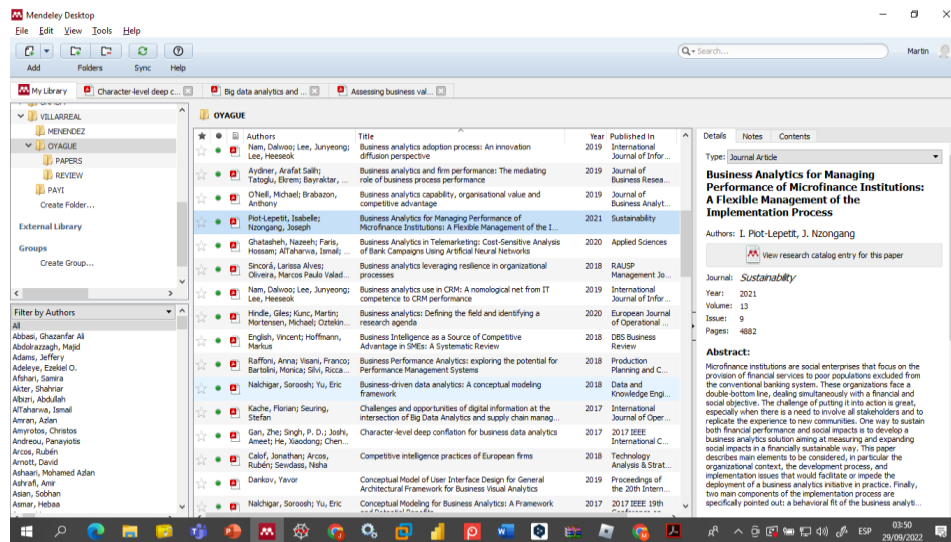 Mendeley Desktop
File Edit View Tools Help
Add Folders Sync Help
Search...
Martin
My Library
Character-level deep c...
Big data analytics and ...
Assessing business val...
VILLARREAL
MENENDEZ
OYAGUE
PAPERS
REVIEW
PAYI
Create Folder...
External Library
Groups
Create Group...
Filter by Authors
All
Abbasi, Ghazanfar Ali
Abdolrazzagh, Majid
Adams, Jeffery
Adeleye, Ezekiel O.
Afshari, Samira
Akter, Shahriar
Albizri, Abdullah
AlTaharwa, Ismail
Amran, Azlan
Amyrotos, Christos
Andreou, Panayiotis
Arcos, Rubén
Arnott, David
Ashaari, Mohamed Azlan
Ashrafi, Amir
Asian, Sobhan
Asmar, Hebaa
OYAGUE
Authors Title Year Published In
Nam, Dalwoo; Lee, Junyeong; Business analytics adoption process: An innovation 2019 International
Lee, Heeseok diffusion perspective Journal of Infor...
Aydiner, Arafat Salih; Business analytics and firm performance: The mediating 2019 Journal of
Tatoglu, Ekrem; Bayraktar, ... role of business process performance Business Resea...
O'Neill, Michael; Brabazon, Business analytics capability, organisational value and 2019 Journal of
Anthony competitive advantage Business Analyt...
Piot-Lepetit, Isabelle; Business Analytics for Managing Performance of 2021 Sustainability
Nzongang, Joseph Microfinance Institutions: A Flexible Management of the I...
Ghatasheh, Nazeeh; Faris, Business Analytics in Telemarketing: Cost-Sensitive Analysis 2020 Applied Sciences
Hossam; AlTaharwa, Ismail; ... of Bank Campaigns Using Artificial Neural Networks
Sincorá, Larissa Alves; Business analytics leveraging resilience in organizational 2018 RAUSP
Oliveira, Marcos Paulo Valad... processes Management Jo...
Nam, Dalwoo; Lee, Junyeong; Business analytics use in CRM: A nomological net from IT 2019 International
Lee, Heeseok competence to CRM performance Journal of Infor...
Hindle, Giles; Kunc, Martin; Business analytics: Defining the field and identifying a 2020 European Journal
Mortensen, Michael; Oztekin... research agenda of Operational ...
English, Vincent; Hoffmann, Business Intelligence as a Source of Competitive 2018 DBS Business
Markus Advantage in SMEs: A Systematic Review Review
Raffoni, Anna; Visani, Franco; Business Performance Analytics: exploring the potential for 2018 Production
Bartolini, Monica; Silvi, Ricca... Performance Management Systems Planning and C...
Nalchigar, Soroosh; Yu, Eric Business-driven data analytics: A conceptual modeling 2018 Data and
framework Knowledge Engi...
Kache, Florian; Seuring, Challenges and opportunities of digital information at the 2017 International
Stefan intersection of Big Data Analytics and supply chain manag... Journal of Oper...
Gan, Zhe; Singh, P. D.; Joshi, Character-level deep conflation for business data analytics 2017 2017 IEEE
Ameet; He, Xiaodong; Chen... International C...
Calof, Jonathan; Arcos, Competitive intelligence practices of European firms 2018 Technology
Rubén; Sewdass, Nisha Analysis & Strat...
Dankov, Yavor Conceptual Model of User Interface Design for General 2019 Proceedings of
Architectural Framework for Business Visual Analytics the 20th Intern...
Nalchigar, Soroosh; Yu, Eric Conceptual Modeling for Business Analytics: A Framework 2017 2017 IEEE 19th
Details Notes Contents
Type: Journal Article
Business Analytics for Managing
Performance of Microfinance Institutions:
A Flexible Management of the
Implementation Process
Authors: I. Piot-Lepetit, J. Nzongang
View research catalog entry for this paper
Journal: Sustainability
Year: 2021
Volume: 13
Issue: 9
Pages: 4882
Abstract:
Microfinance institutions are social enterprises that focus on the
provision of financial services to poor populations excluded from
the conventional banking system. These organizations face a
double-bottom line, dealing simultaneously with a financial and
social objective. The challenge of putting it into action is great,
especially when there is a need to involve all stakeholders and to
replicate the experience to new communities. One way to sustain
both financial performance and social impacts is to develop a
business analytics solution aiming at measuring and expanding
social impacts in a financially sustainable way. This paper
describes main elements to be considered, in particular the
organizational context, the development process, and
implementation issues that would facilitate or impede the
deployment of a business analytics initiative in practice. Finally,
two main components of the implementation process are
specifically pointed out: a behavioral fit of the business analyti...
ESP
03:50
29/09/2022